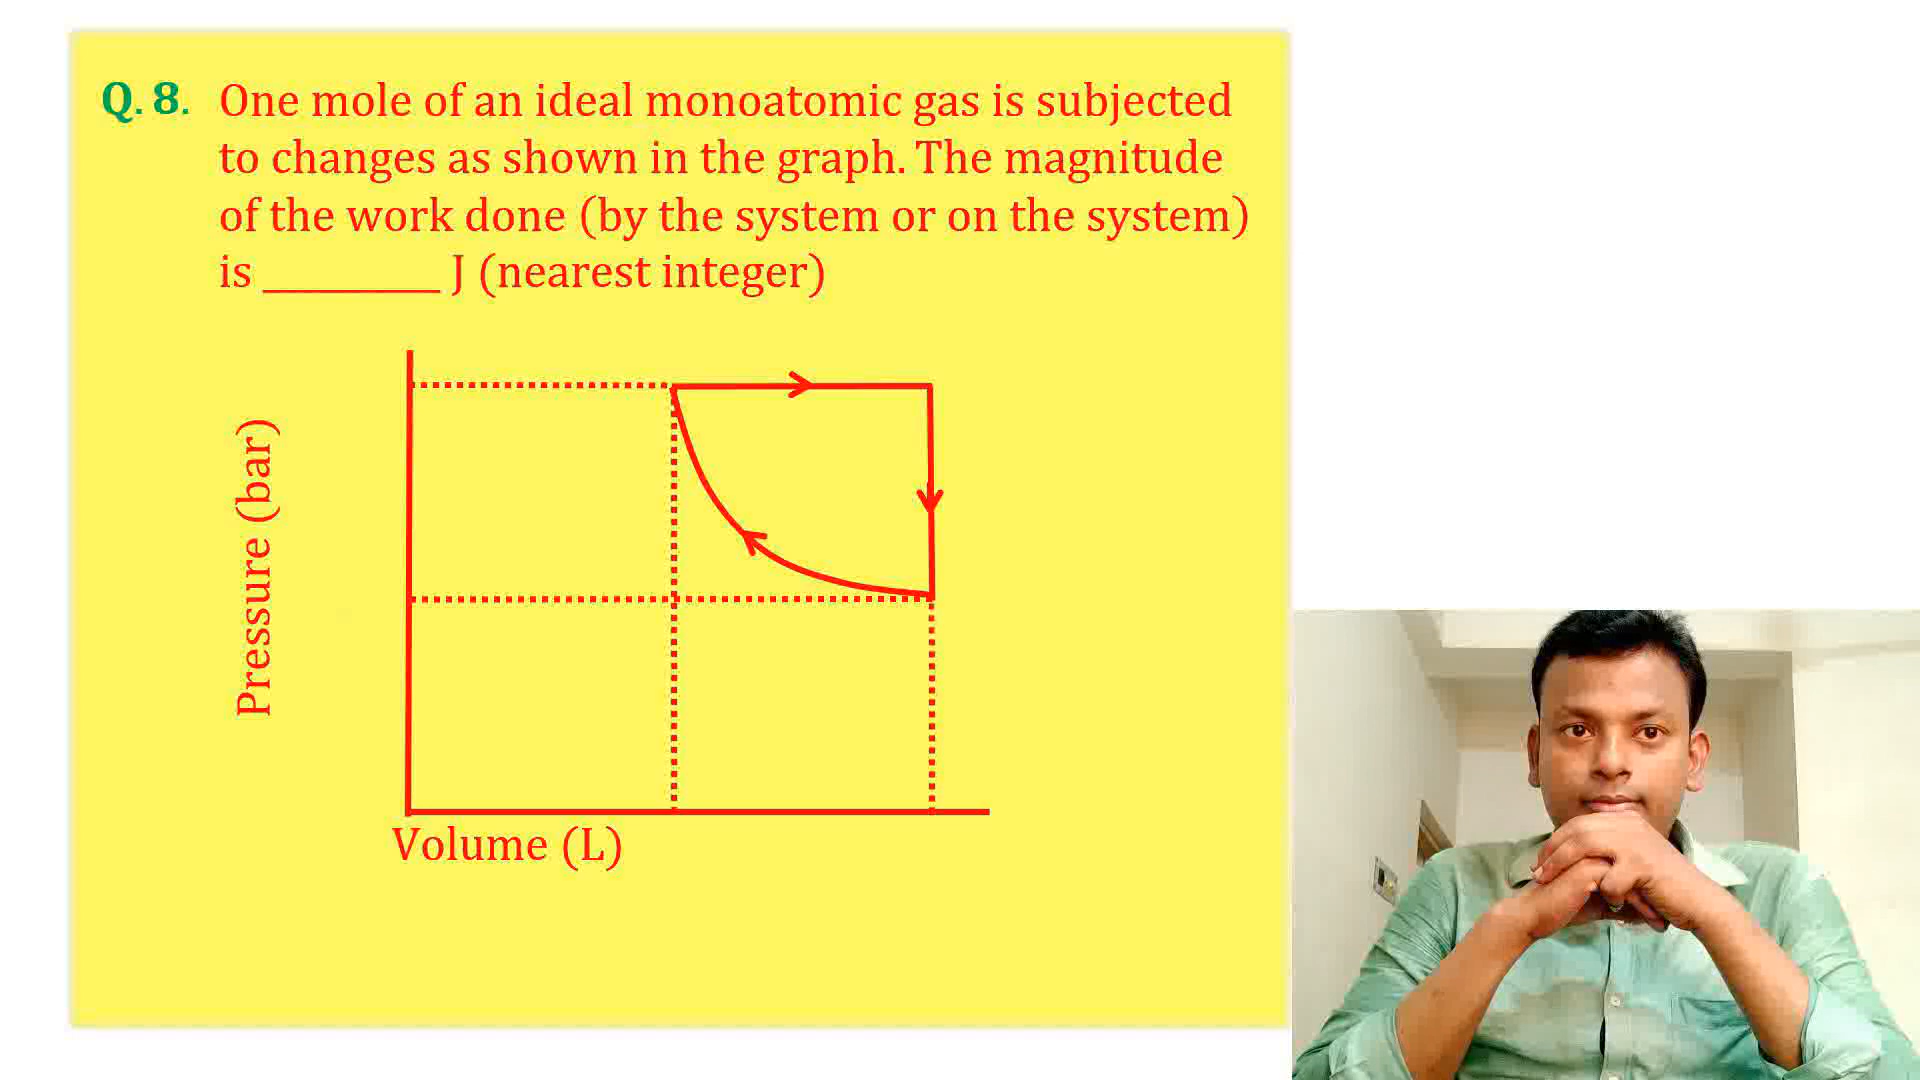 Q. 8. One mole of an ideal monoatomic gas is subjected
to changes as shown in the graph. The magnitude
of the work done (by the system or on the system)
is ________ J (nearest integer)
Pressure (bar)
Volume (L)